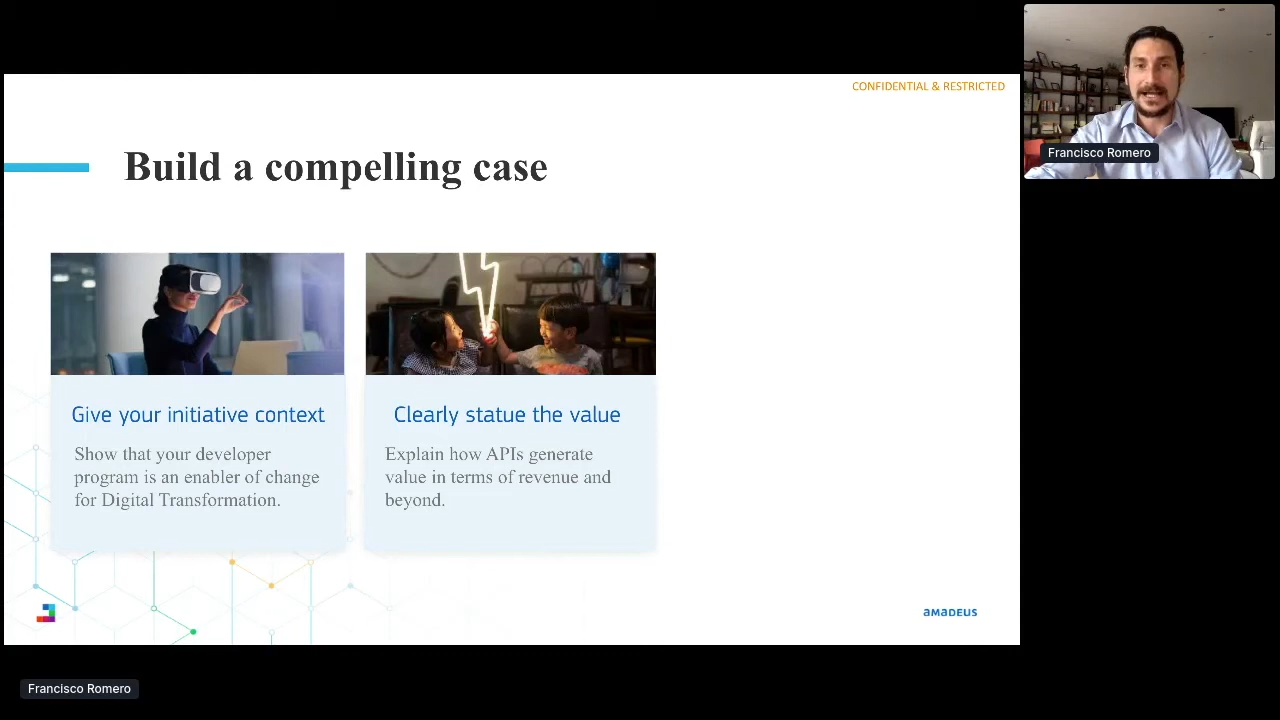 CONFIDENTIAL & RESTRICTED
Build a compelling case
Francisco Romero
Give your initiative context
Show that your developer
program is an enabler of change
for Digital Transformation.
Clearly statue the value
Explain how APIs generate
value in terms of revenue and
beyond.
amadeus
Francisco Romero